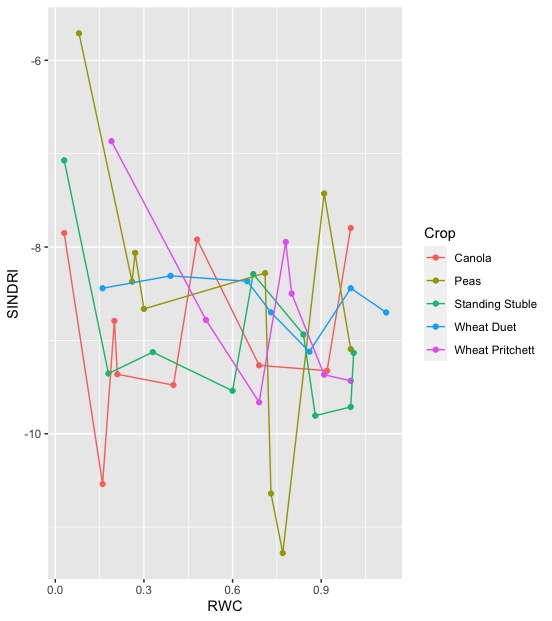 -6
-8
-10
SINDRI
0.0 0.3 0.6 0.9
RWC
Crop
Canola
Peas
Standing Stuble
Wheat Duet
Wheat Pritchett